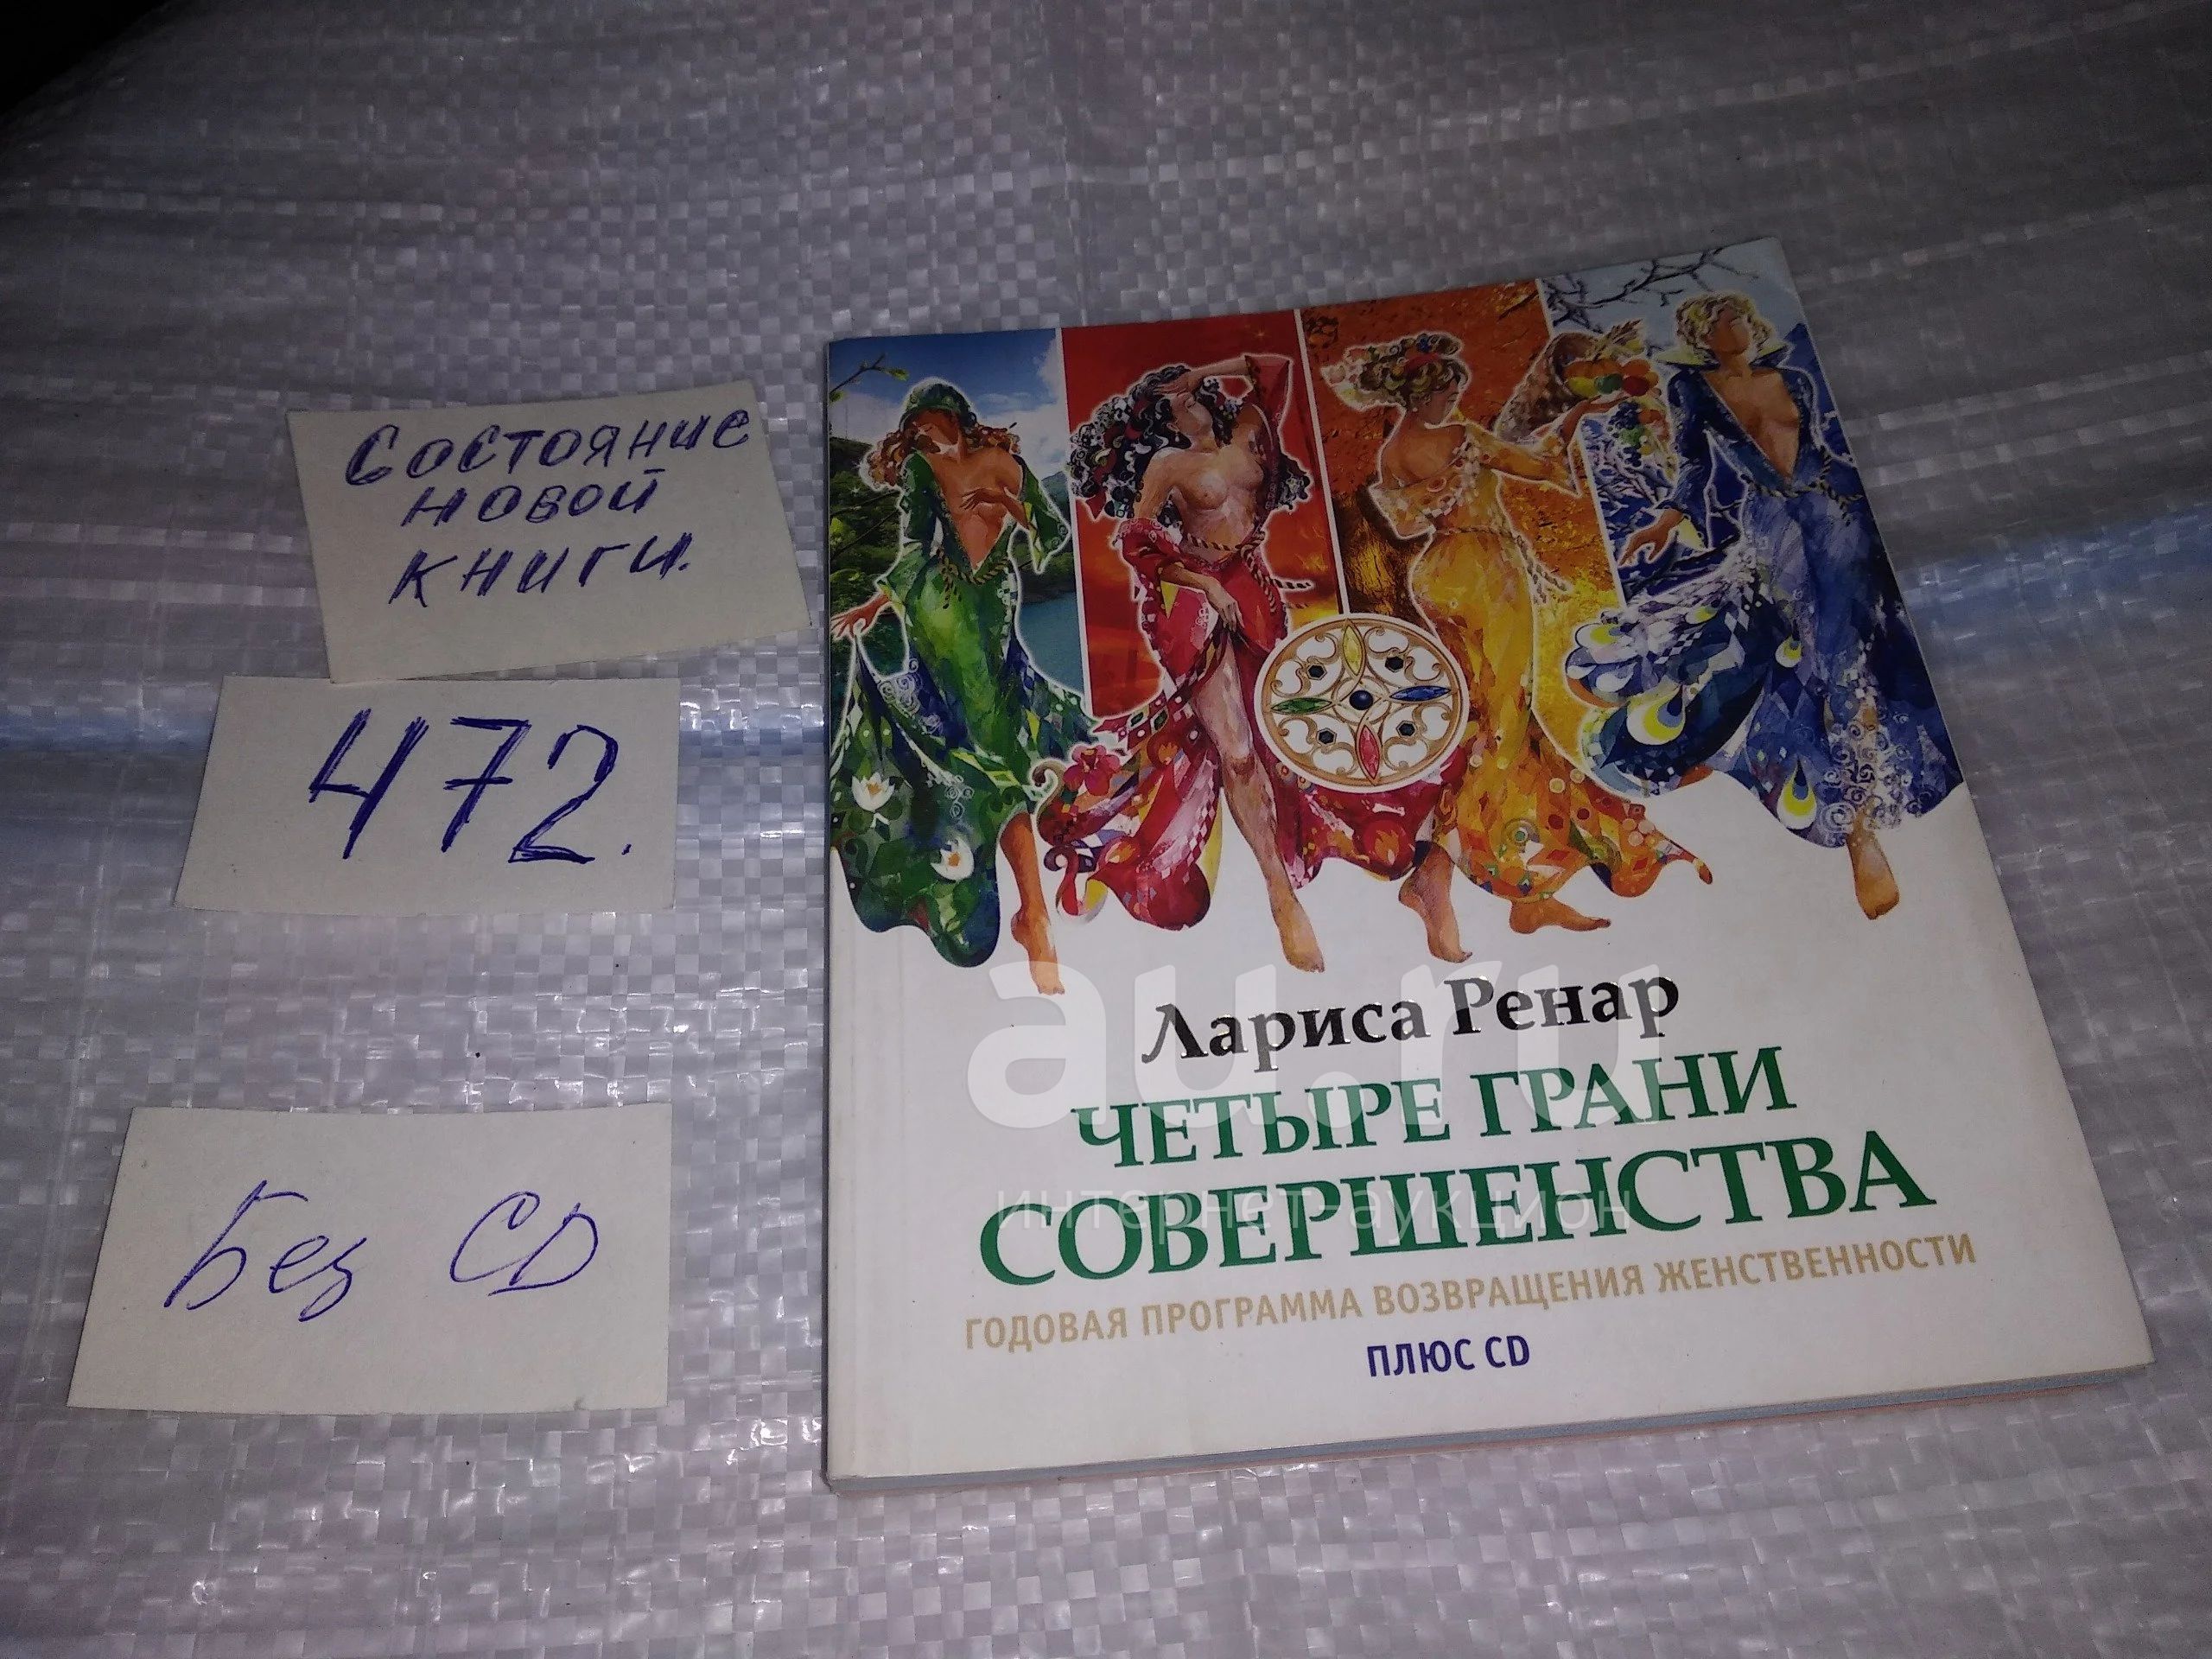 Состояние
новой
книги.
472.
Без CD
Лариса Ренар
ЧЕТЫРЕ ГРАНИ
СОВЕРШЕНСТВА
ГОДОВАЯ ПРОГРАММА ВОЗВРАЩЕНИЯ ЖЕНСТВЕННОСТИ
ПЛЮС CD
au.ru
интернет-аукцион